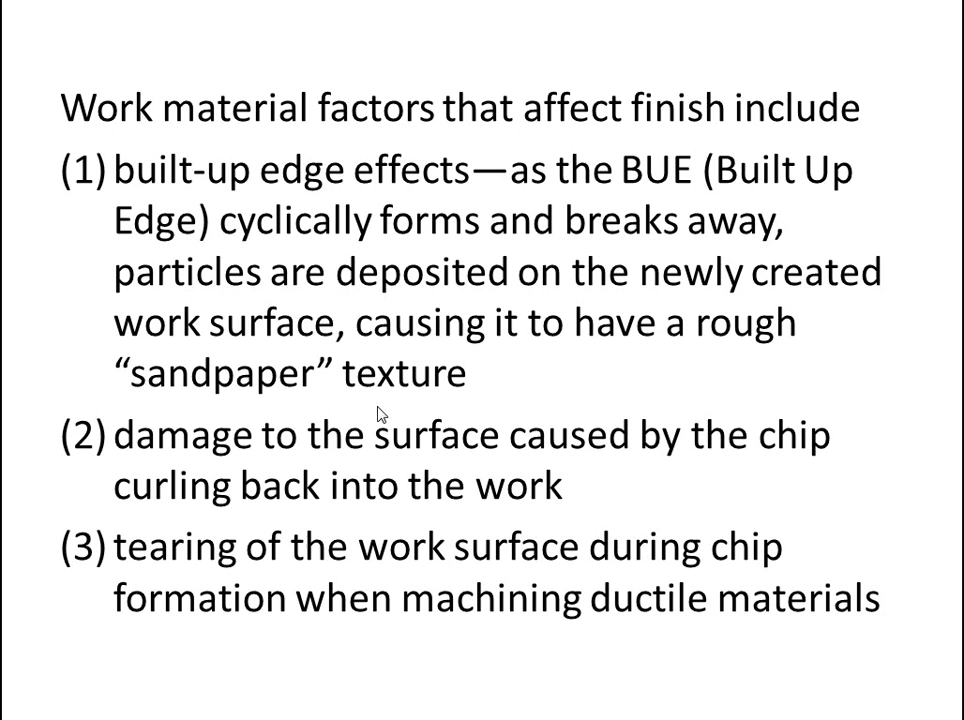 Work material factors that affect finish include
(1) built-up edge effects—as the BUE (Built Up
Edge) cyclically forms and breaks away,
particles are deposited on the newly created
work surface, causing it to have a rough
“sandpaper” texture
(2) damage to the surface caused by the chip
curling back into the work
(3) tearing of the work surface during chip
formation when machining ductile materials